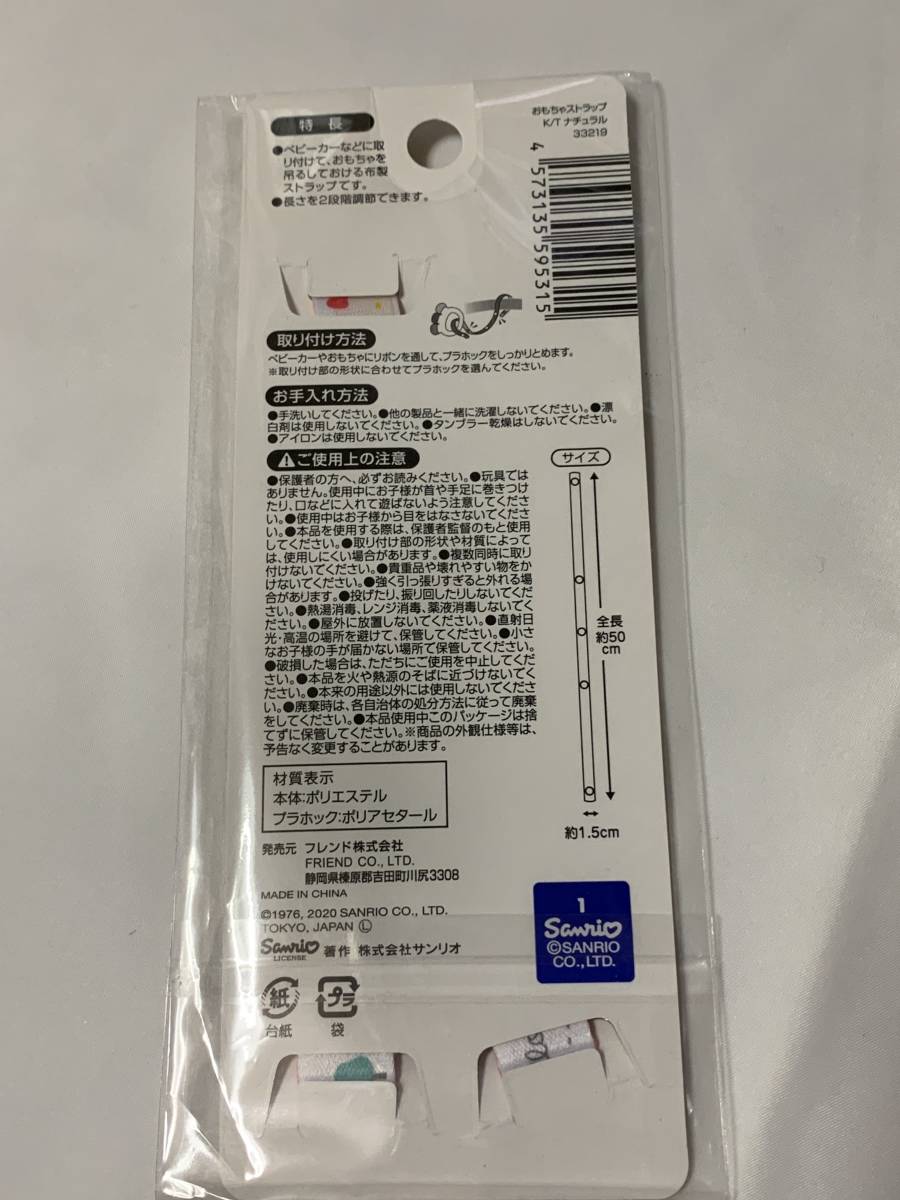 おもちゃストラップ
K/T ナチュラル
33219
4 573135 595315
特長
●ベビーカーなどに取
り付けて、おもちゃを
吊るしておける布製
ストラップです。
●長さを2段階調節できます。
取り付け方法
ベビーカーやおもちゃにリボンを通して、プラホックをしっかりとめます。
※取り付け部の形状に合わせてプラホックを選んでください。
お手入れ方法
●手洗いしてください。●他の製品と一緒に洗濯しないでください。●漂
白剤は使用しないでください。●タンブラー乾燥はしないでください。
●アイロンは使用しないでください。
ご使用上の注意
●保護者の方へ、必ずお読みください。●玩具では
ありません。使用中にお子様が首や手足に巻きつけ
たり、口などに入れて遊ばないよう注意してくださ
い。●使用中はお子様から目をはなさないでくださ
い。●本品を使用する際は、保護者監督のもと使用
してください。●取り付け部の形状や材質によって
は、使用しにくい場合があります。●複数同時に取り
付けないでください。●貴重品や壊れやすい物をか
けないでください。●強く引っ張りすぎると外れる場
合があります。●投げたり、振り回したりしないでくだ
さい。●熱湯消毒、レンジ消毒、薬液消毒しないでく
ださい。●屋外に放置しないでください。●直射日
光・高温の場所を避けて、保管してください。●小さ
なお子様の手が届かない場所で保管してください。
●破損した場合は、ただちにご使用を中止してくだ
さい。●本品を火や熱源のそばに近づけないでくだ
さい。●本来の用途以外には使用しないでくださ
い。●廃棄時は、各自治体の処分方法に従って廃棄
をしてください。●本品使用中このパッケージは捨
てずに保管してください。※商品の外観仕様等は、
予告なく変更することがあります。
サイズ
全長
約50
cm
約1.5cm
材質表示
本体:ポリエステル
プラホック:ポリアセタール
発売元 フレンド株式会社
FRIEND CO., LTD.
静岡県榛原郡吉田町川尻3308
MADE IN CHINA
©1976, 2020 SANRIO CO., LTD.
TOKYO, JAPAN Ⓛ
Sanrio 著作 株式会社サンリオ
LICENSE
1
Sanrio
©SANRIO
CO.,LTD.
紙 プラ
台紙 袋